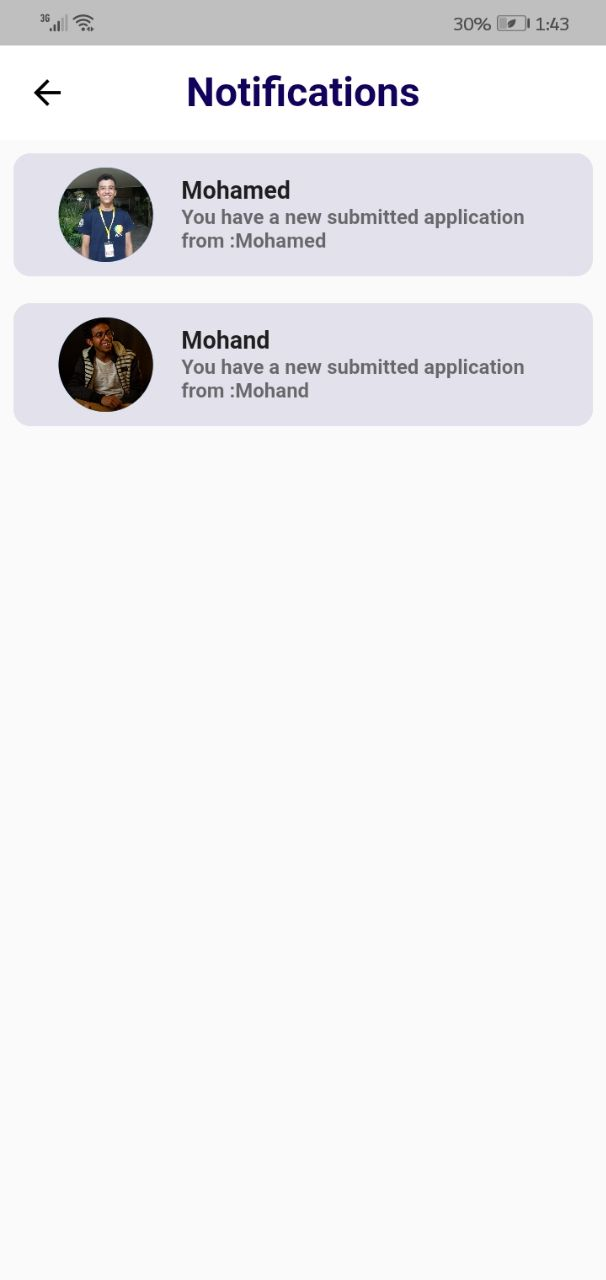 3G 30% 1:43
Notifications
Mohamed
You have a new submitted application
from :Mohamed
Mohand
You have a new submitted application
from :Mohand